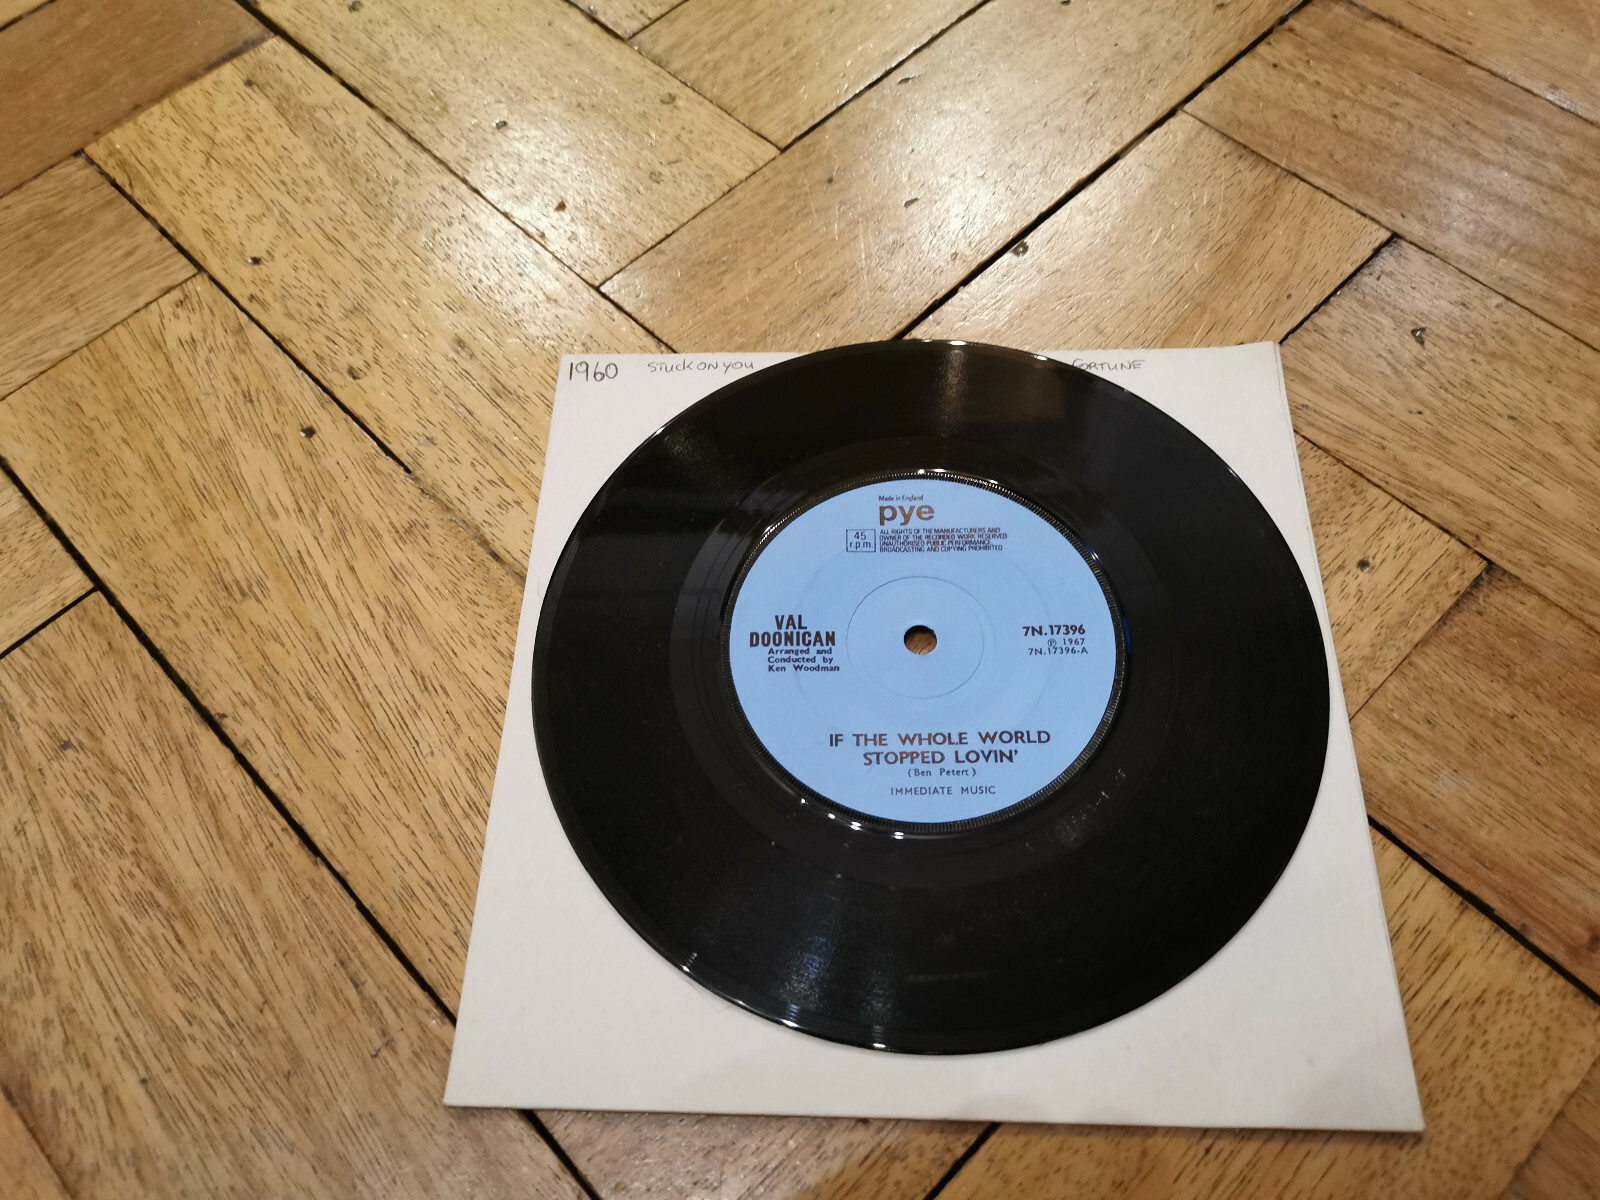 1960 STUCK ON YOU FORTUNE
Made in England
pye
45
r.p.m.
ALL RIGHTS OF THE MANUFACTURERS AND
OWNER OF THE RECORDED WORK RESERVED
UNAUTHORISED PUBLIC PERFORMANCE
BROADCASTING AND COPYING PROHIBITED
VAL
DOONICAN
Arranged and
Conducted by
Ken Woodman
7N.17396
℗ 1967
7N.17396-A
IF THE WHOLE WORLD
STOPPED LOVIN'
(Ben Peters)
IMMEDIATE MUSIC